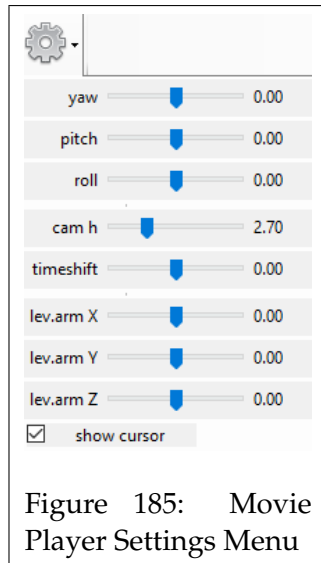 yaw 0.00
pitch 0.00
roll 0.00
cam h 2.70
timeshift 0.00
lev.arm X 0.00
lev.arm Y 0.00
lev.arm Z 0.00
show cursor
Figure 185: Movie
Player Settings Menu